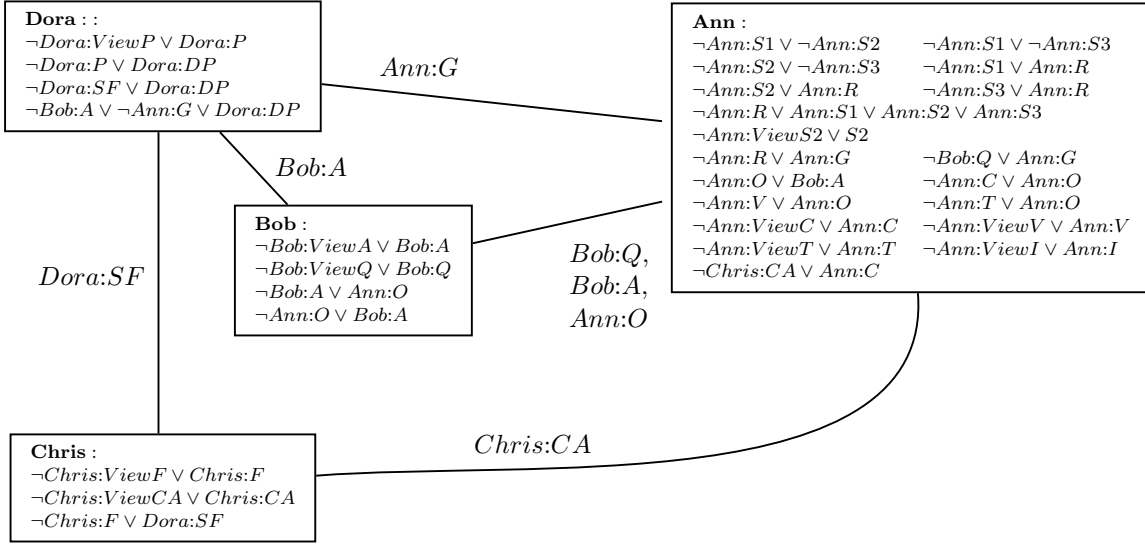 Dora : :
¬Dora:ViewP ∨ Dora:P
¬Dora:P ∨ Dora:DP
¬Dora:SF ∨ Dora:DP
¬Bob:A ∨ ¬Ann:G ∨ Dora:DP
Ann:G
Ann :
¬Ann:S1 ∨ ¬Ann:S2 ¬Ann:S1 ∨ ¬Ann:S3
¬Ann:S2 ∨ ¬Ann:S3 ¬Ann:S1 ∨ Ann:R
¬Ann:S2 ∨ Ann:R ¬Ann:S3 ∨ Ann:R
¬Ann:R ∨ Ann:S1 ∨ Ann:S2 ∨ Ann:S3
¬Ann:ViewS2 ∨ S2
¬Ann:R ∨ Ann:G ¬Bob:Q ∨ Ann:G
¬Ann:O ∨ Bob:A ¬Ann:C ∨ Ann:O
¬Ann:V ∨ Ann:O ¬Ann:T ∨ Ann:O
¬Ann:ViewC ∨ Ann:C ¬Ann:ViewV ∨ Ann:V
¬Ann:ViewT ∨ Ann:T ¬Ann:ViewI ∨ Ann:I
¬Chris:CA ∨ Ann:C
Bob:A
Bob :
¬Bob:ViewA ∨ Bob:A
¬Bob:ViewQ ∨ Bob:Q
¬Bob:A ∨ Ann:O
¬Ann:O ∨ Bob:A
Bob:Q,
Bob:A,
Ann:O
Dora:SF
Chris :
¬Chris:ViewF ∨ Chris:F
¬Chris:ViewCA ∨ Chris:CA
¬Chris:F ∨ Dora:SF
Chris:CA